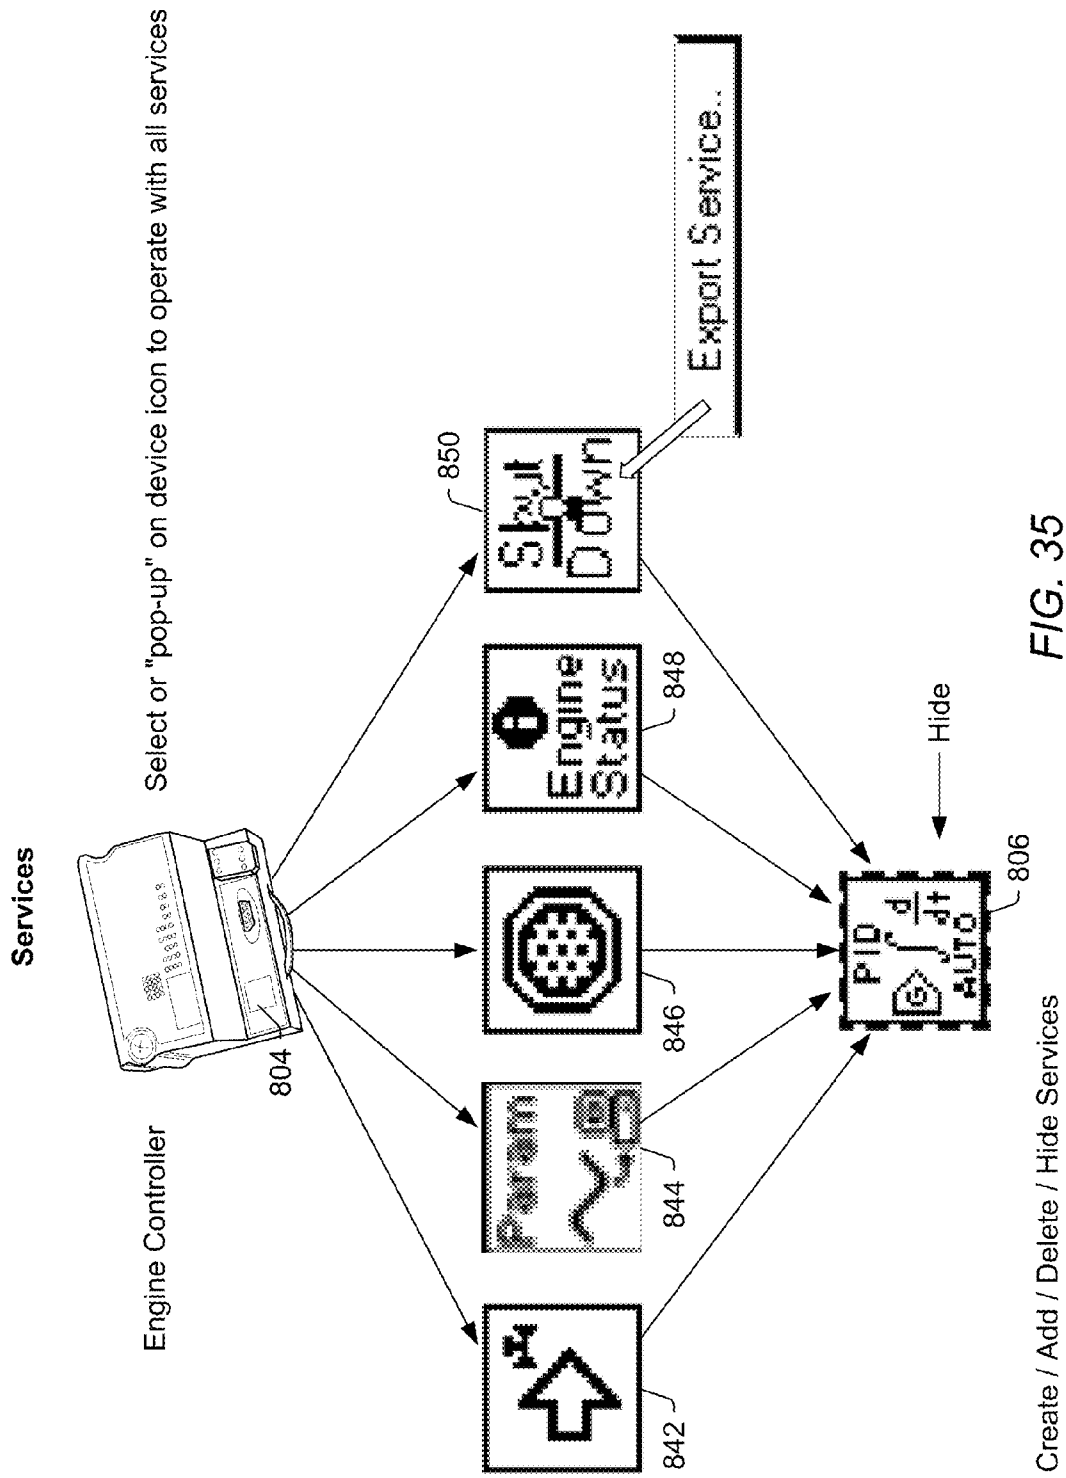 Services
Engine Controller
Select or "pop-up" on device icon to operate with all services
804
850
Param
Engine
Status
Shut
Down
842
844
846
848
Export Service..
PID
d
dt
G
AUTO
Hide
806
Create / Add / Delete / Hide Services
FIG. 35